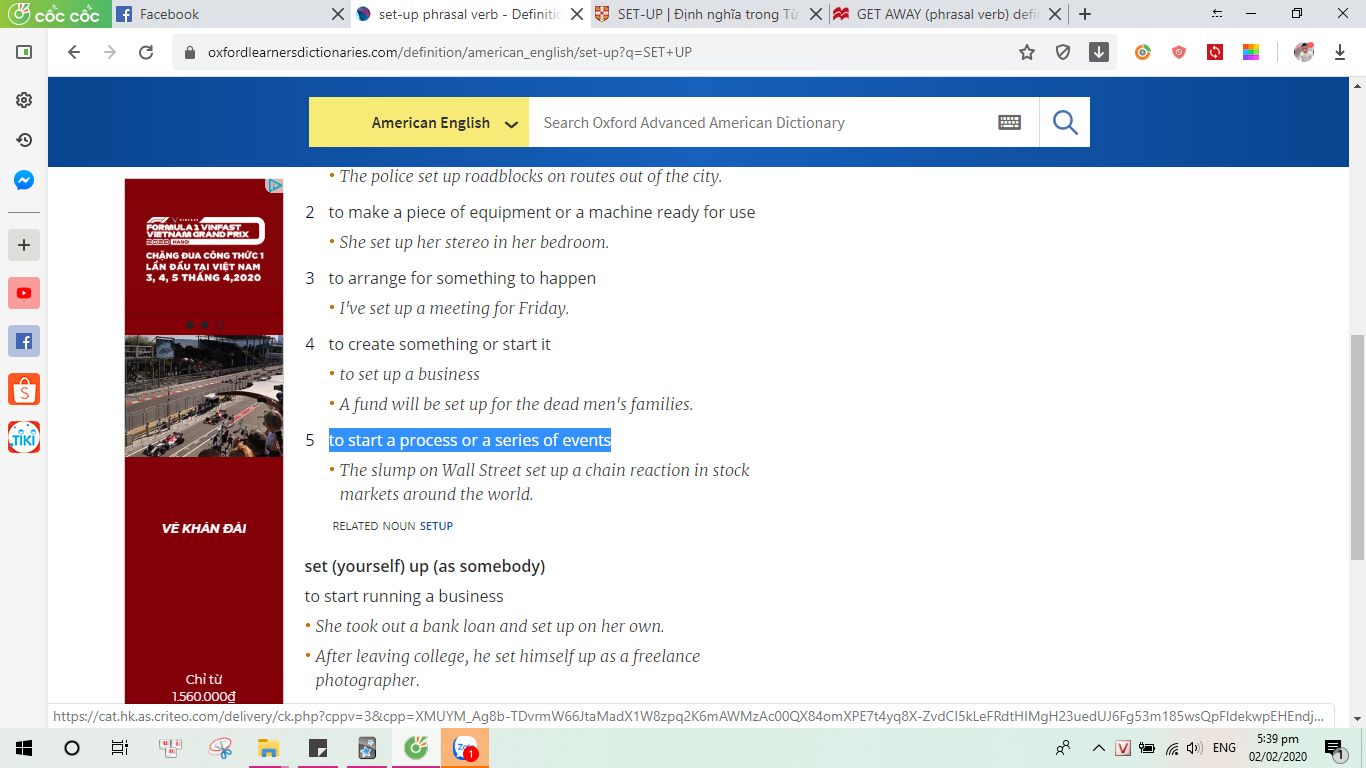 cốc cốc
Facebook
set-up phrasal verb - Definitio
SET-UP | Định nghĩa trong Từ
GET AWAY (phrasal verb) defi
oxfordlearnersdictionaries.com/definition/american_english/set-up?q=SET+UP
American English
Search Oxford Advanced American Dictionary
• The police set up roadblocks on routes out of the city.
2 to make a piece of equipment or a machine ready for use
• She set up her stereo in her bedroom.
3 to arrange for something to happen
• I've set up a meeting for Friday.
4 to create something or start it
• to set up a business
• A fund will be set up for the dead men's families.
5 to start a process or a series of events
• The slump on Wall Street set up a chain reaction in stock
markets around the world.
RELATED NOUN SETUP
set (yourself) up (as somebody)
to start running a business
• She took out a bank loan and set up on her own.
• After leaving college, he set himself up as a freelance
photographer.
VINFAST
FORMULA 1 VINFAST
VIETNAM GRAND PRIX
2020 HANOI
CHẶNG ĐUA CÔNG THỨC 1
LẦN ĐẦU TẠI VIỆT NAM
3, 4, 5 THÁNG 4,2020
VÉ KHÁN ĐÀI
Chỉ từ
1.560.000₫
S
TIKI
https://cat.hk.as.criteo.com/delivery/ck.php?cppv=3&cpp=XMUYM_Ag8b-TDvrmW66JtaMadX1W8zpq2K6mAWMzAc00QX84omXPE7t4yq8X-ZvdCI5kLeFRdtHIMgH23uedUJ6Fg53m185wsQpFldekwpEHEndj...
Zalo
1
V
ENG
5:39 pm
02/02/2020
1